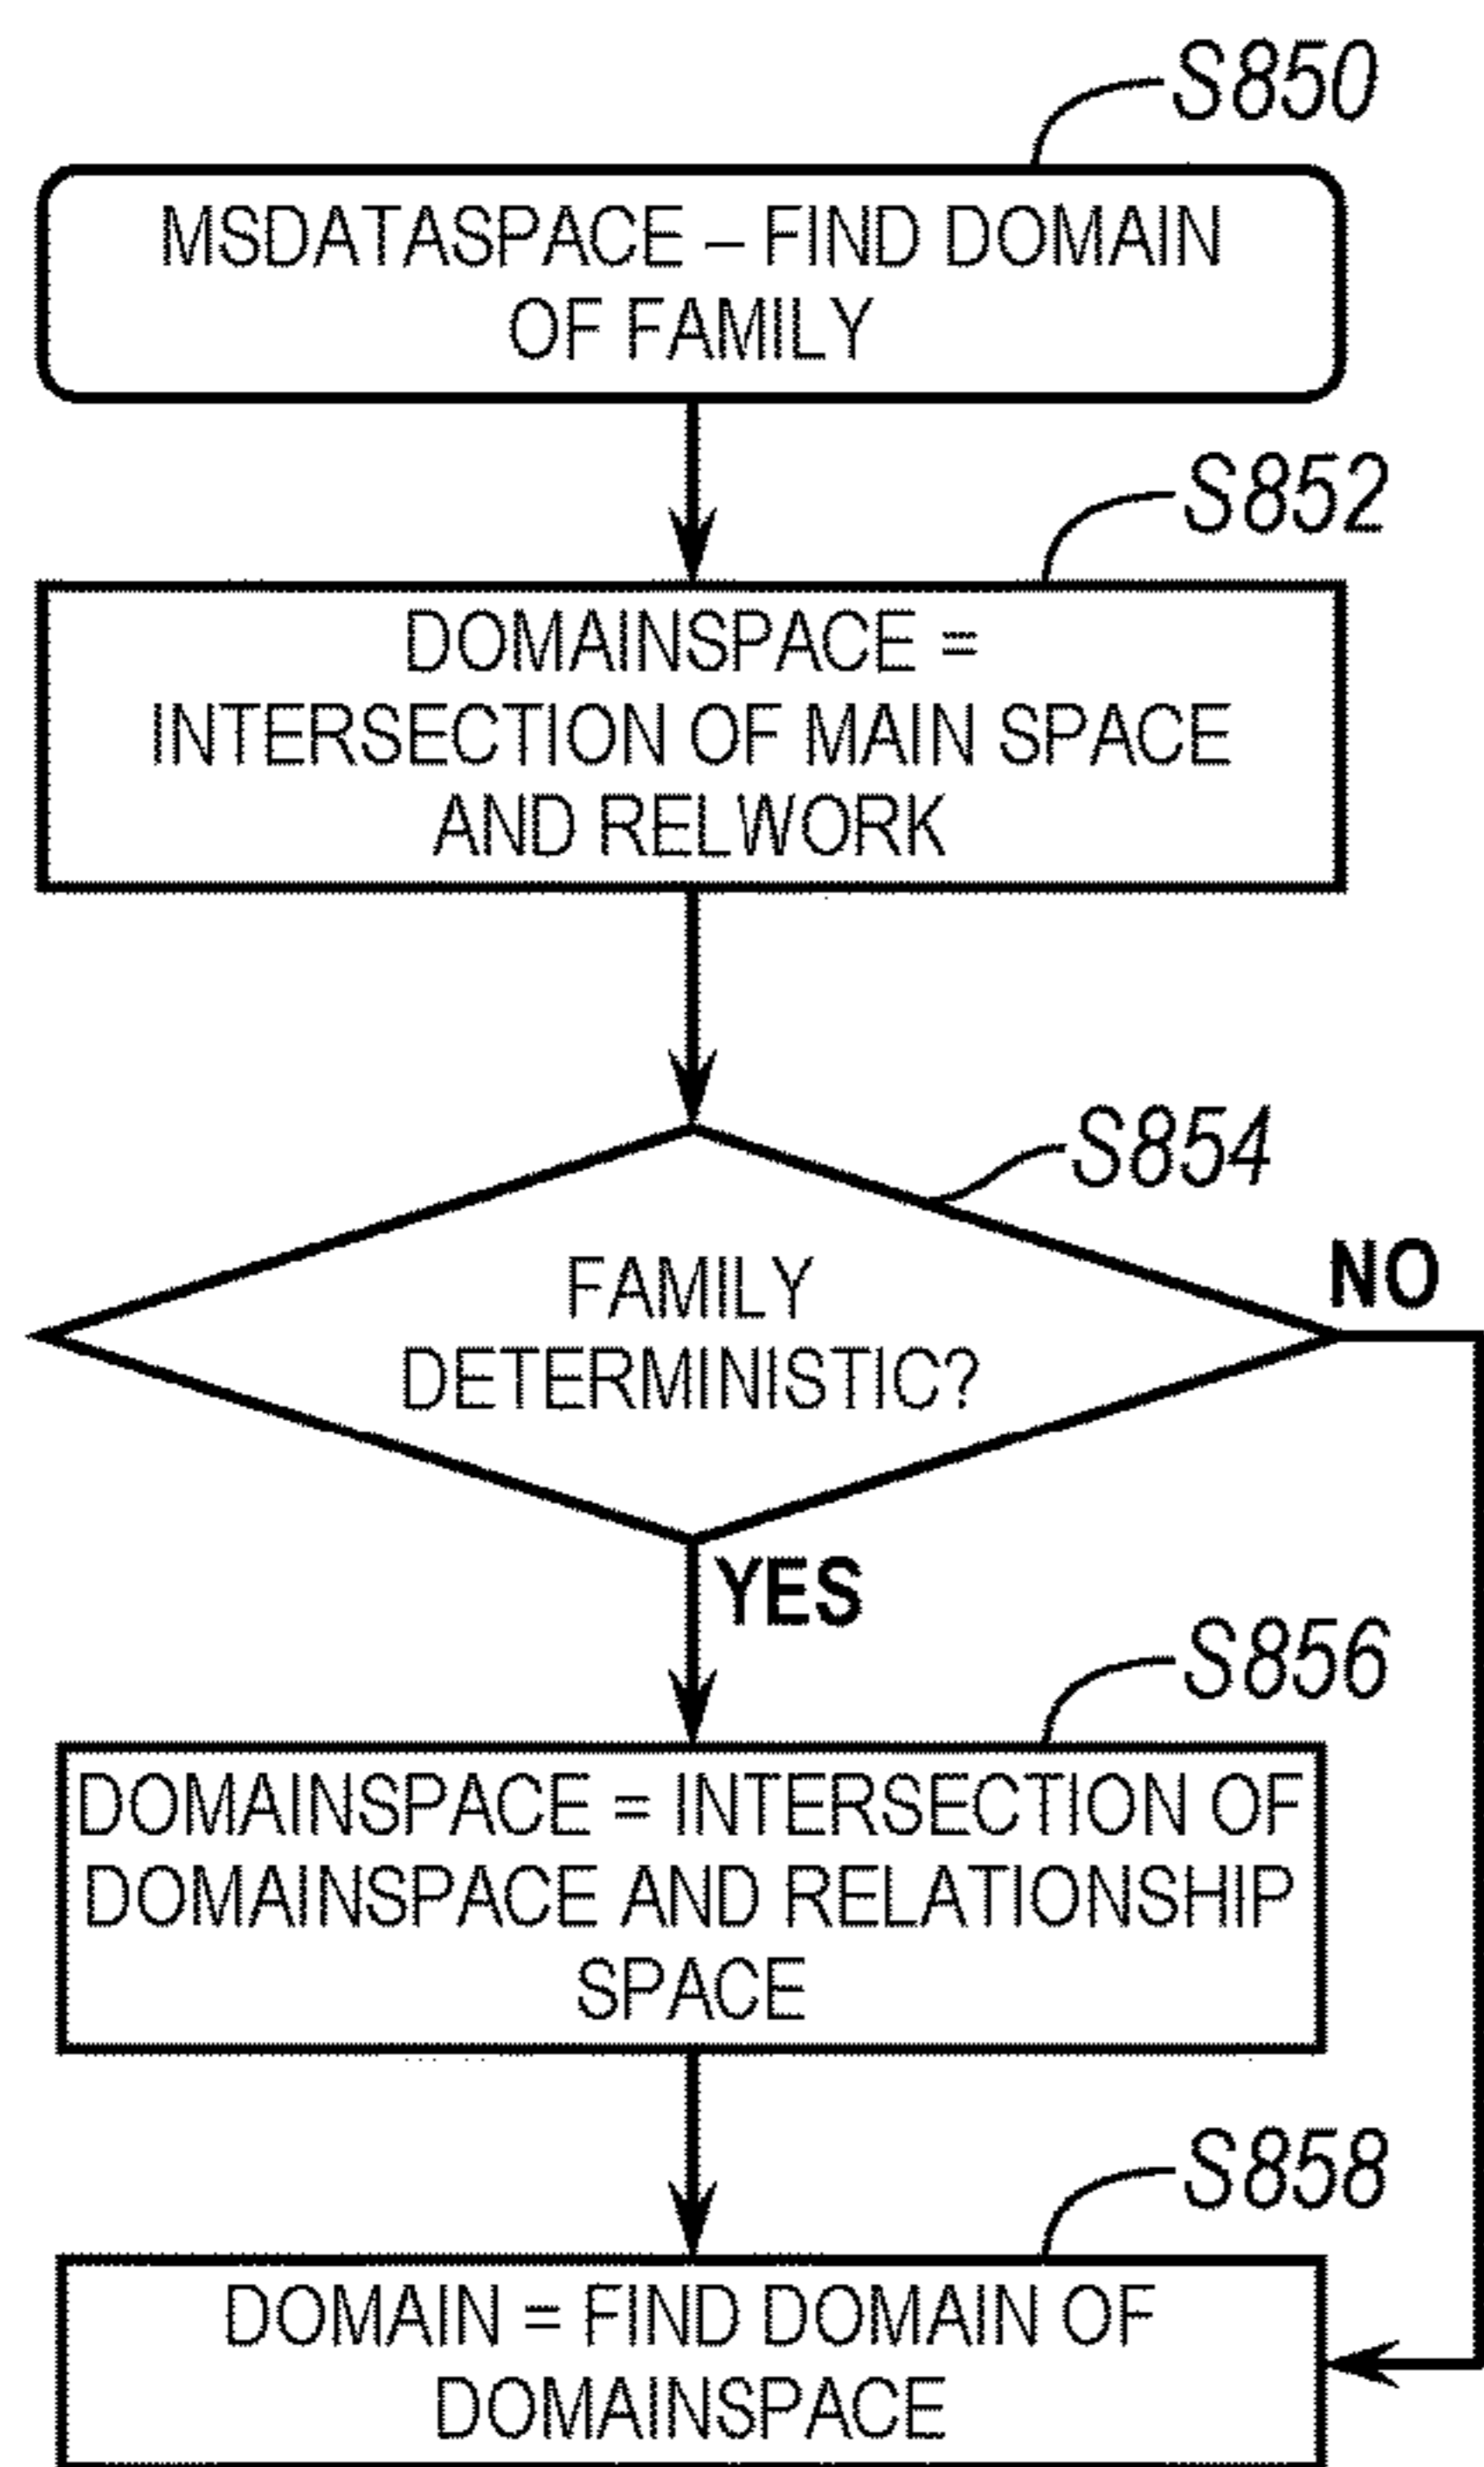 S850
MSDATASPACE – FIND DOMAIN
OF FAMILY
S852
DOMAINSPACE =
INTERSECTION OF MAIN SPACE
AND RELWORK
S854
FAMILY
DETERMINISTIC?
NO
YES
S856
DOMAINSPACE = INTERSECTION OF
DOMAINSPACE AND RELATIONSHIP
SPACE
S858
DOMAIN = FIND DOMAIN OF
DOMAINSPACE